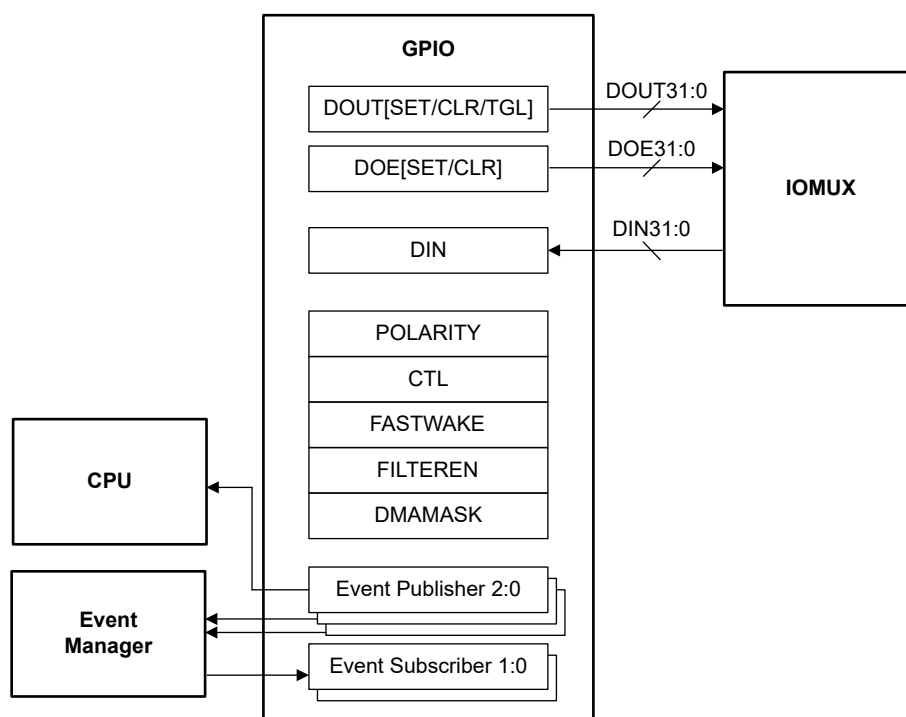 GPIO
DOUT[SET/CLR/TGL]
DOUT31:0
DOE[SET/CLR]
DOE31:0
IOMUX
DIN
DIN31:0
POLARITY
CTL
FASTWAKE
FILTEREN
DMAMASK
CPU
Event Publisher 2:0
Event
Manager
Event Subscriber 1:0